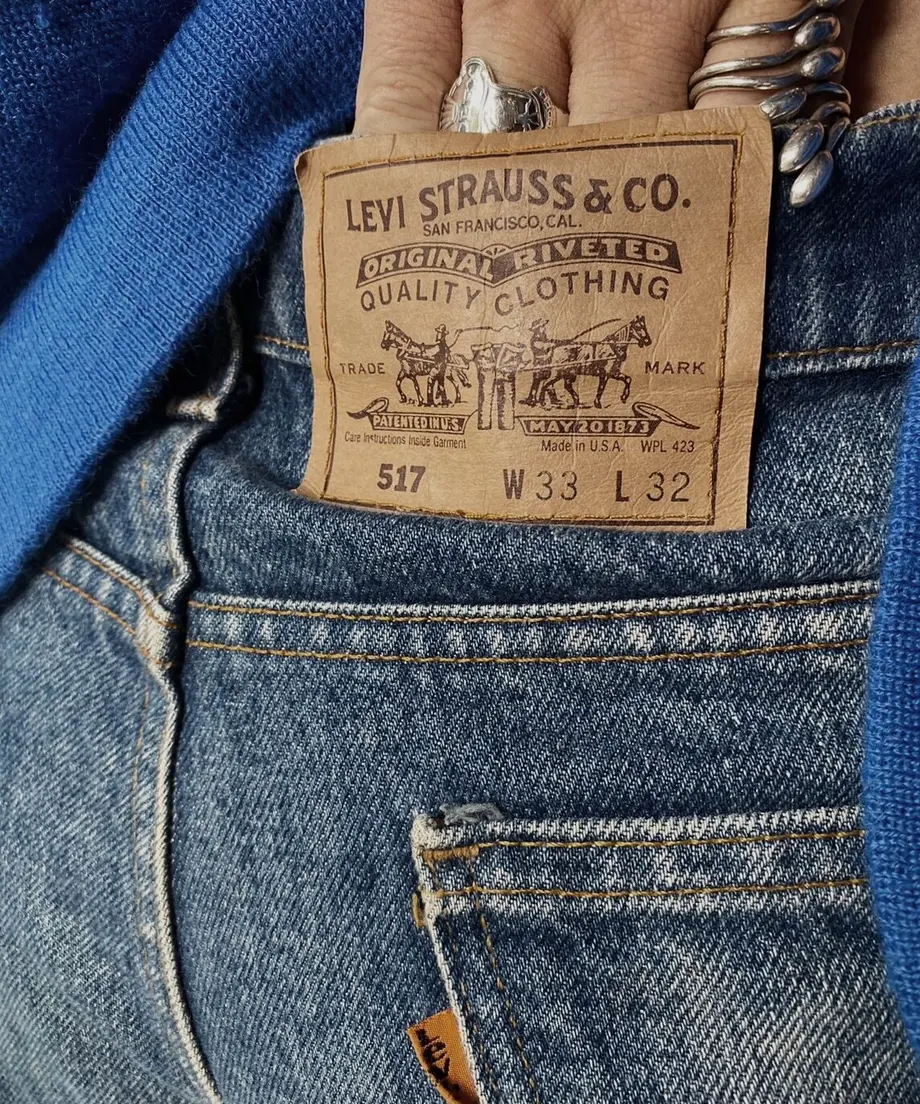 LEVI STRAUSS & CO.
SAN FRANCISCO, CAL.
ORIGINAL RIVETED
QUALITY CLOTHING
TRADE MARK
PATENTED IN U.S. MAY 20 1873
Care Instructions Inside Garment Made in U.S.A. WPL 423
517 W 33 L 32